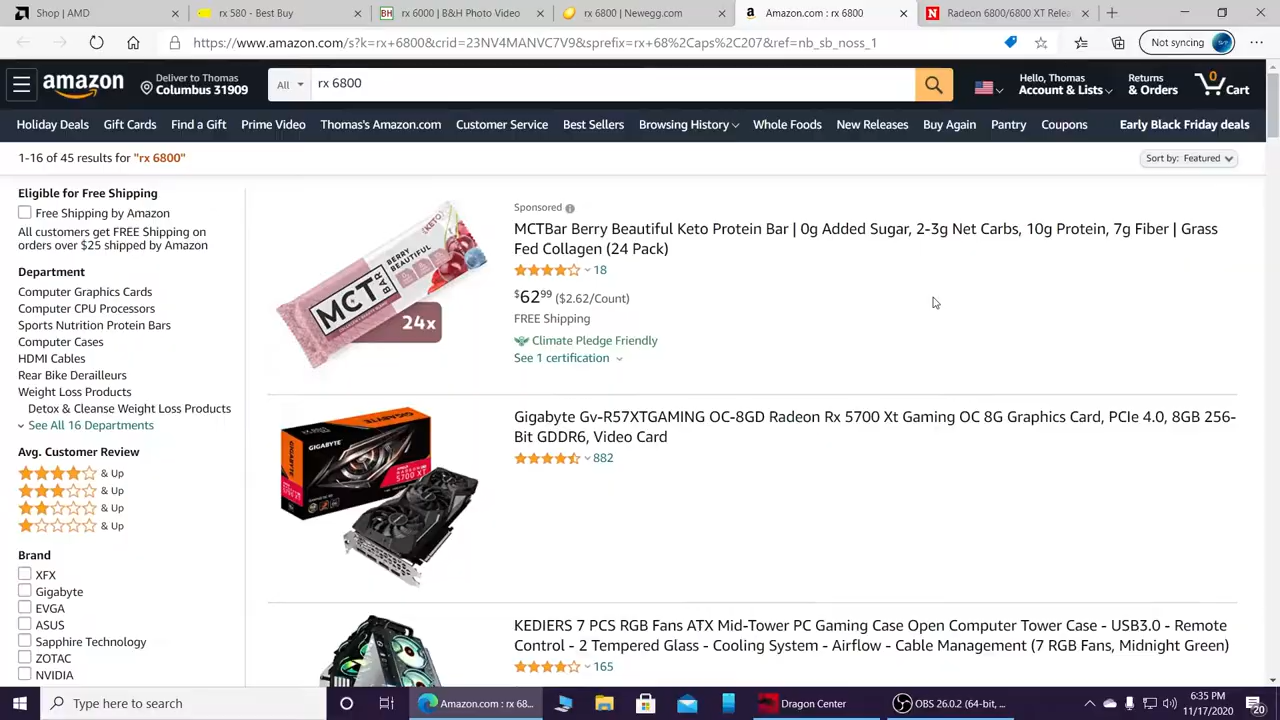 Shop | AMD
rx 580 - Best Buy
BH
rx 6000 | B&H Photo Video
rx 6800 | Newegg.com
Amazon.com : rx 6800
Radeon 6800/6800 XT Relea
https://www.amazon.com/s?k=rx+6800&crid=23NV4MANVC7V9&sprefix=rx+68%2Caps%2C207&ref=nb_sb_noss_1
Not syncing
amazon
Deliver to Thomas
Columbus 31909
All
rx 6800
Hello, Thomas
Account & Lists
Returns
& Orders
0
Cart
Holiday Deals
Gift Cards
Find a Gift
Prime Video
Thomas's Amazon.com
Customer Service
Best Sellers
Browsing History
Whole Foods
New Releases
Buy Again
Pantry
Coupons
Early Black Friday deals
1-16 of 45 results for "rx 6800"
Sort by: Featured
Eligible for Free Shipping
Free Shipping by Amazon
All customers get FREE Shipping on
orders over $25 shipped by Amazon
Department
Computer Graphics Cards
Computer CPU Processors
Sports Nutrition Protein Bars
Computer Cases
HDMI Cables
Rear Bike Derailleurs
Weight Loss Products
Detox & Cleanse Weight Loss Products
See All 16 Departments
Avg. Customer Review
& Up
& Up
& Up
& Up
Brand
XFX
Gigabyte
EVGA
ASUS
Sapphire Technology
ZOTAC
NVIDIA
KETO
BERRY
BEAUTIFUL
MCT
BAR
24x
Sponsored
MCTBar Berry Beautiful Keto Protein Bar | 0g Added Sugar, 2-3g Net Carbs, 10g Protein, 7g Fiber | Grass
Fed Collagen (24 Pack)
18
$62 99 ($2.62/Count)
FREE Shipping
Climate Pledge Friendly
See 1 certification
GIGABYTE
5700 XT
Gigabyte Gv-R57XTGAMING OC-8GD Radeon Rx 5700 Xt Gaming OC 8G Graphics Card, PCIe 4.0, 8GB 256-
Bit GDDR6, Video Card
882
KEDIERS 7 PCS RGB Fans ATX Mid-Tower PC Gaming Case Open Computer Tower Case - USB3.0 - Remote
Control - 2 Tempered Glass - Cooling System - Airflow - Cable Management (7 RGB Fans, Midnight Green)
165
Type here to search
Amazon.com : rx 68...
Dragon Center
OBS 26.0.2 (64-bit, ...
6:35 PM
11/17/2020
20